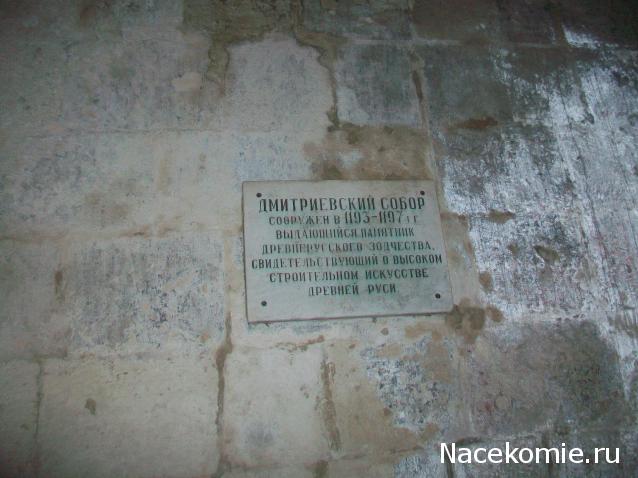 ДМИТРИЕВСКИЙ СОБОР
СООРУЖЕН В 1193-1197 г.г.
ВЫДАЮЩИЙСЯ ПАМЯТНИК
ДРЕВНЕРУССКОГО ЗОДЧЕСТВА,
СВИДЕТЕЛЬСТВУЮЩИЙ О ВЫСОКОМ
СТРОИТЕЛЬНОМ ИСКУССТВЕ
ДРЕВНЕЙ РУСИ
Nacekomie.ru